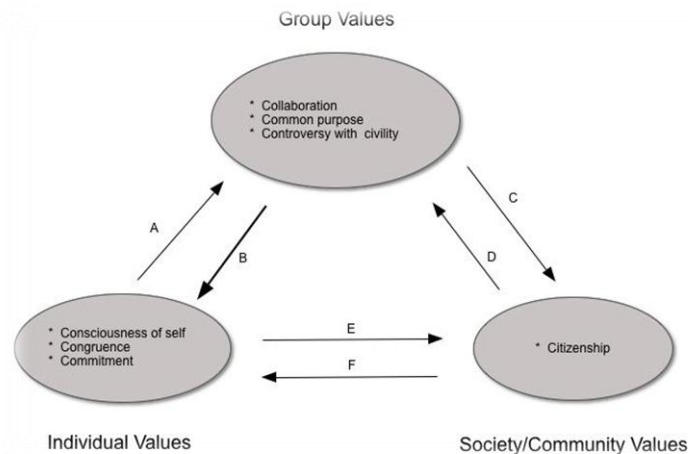 Group Values
* Collaboration
* Common purpose
* Controversy with civility
A
B
C
D
* Consciousness of self
* Congruence
* Commitment
E
F
* Citizenship
Individual Values
Society/Community Values